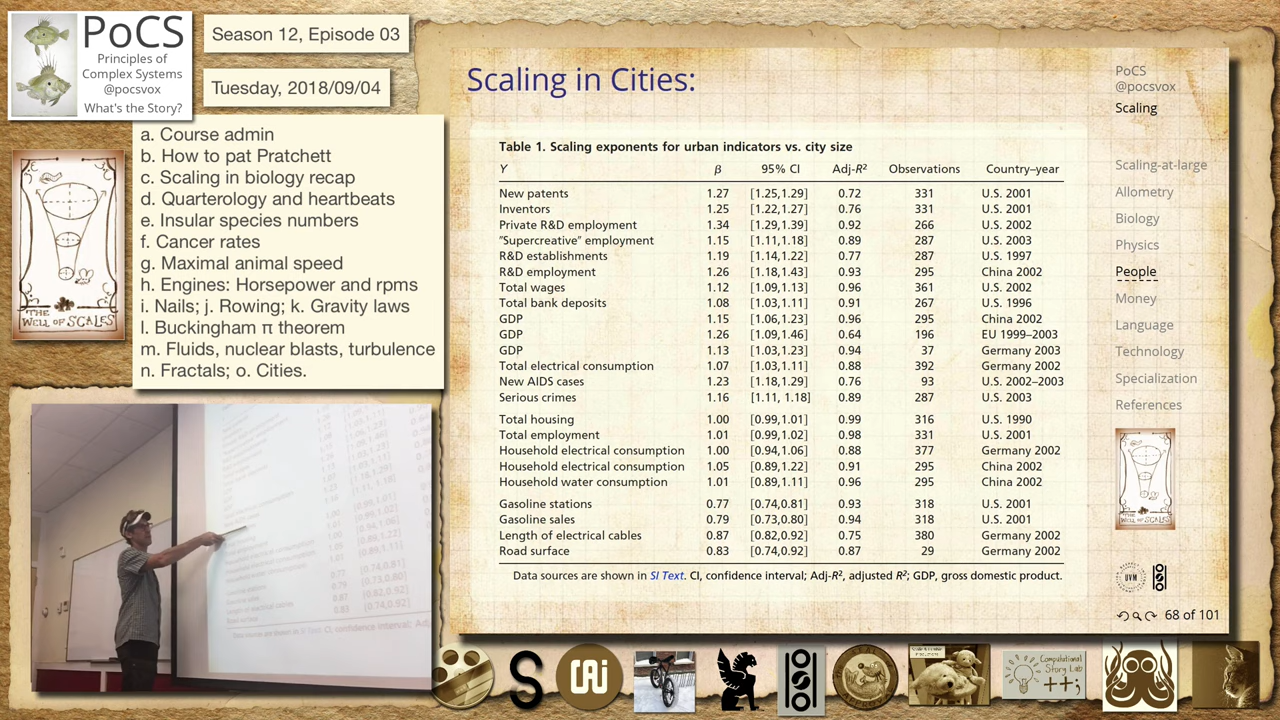 PoCS
Principles of
Complex Systems
@pocsvox
What's the Story?
Season 12, Episode 03
Tuesday, 2018/09/04
a. Course admin
b. How to pat Pratchett
c. Scaling in biology recap
d. Quarterology and heartbeats
e. Insular species numbers
f. Cancer rates
g. Maximal animal speed
h. Engines: Horsepower and rpms
i. Nails; j. Rowing; k. Gravity laws
l. Buckingham π theorem
m. Fluids, nuclear blasts, turbulence
n. Fractals; o. Cities.
THE
WELL OF SCALES
Scaling in Cities:
Table 1. Scaling exponents for urban indicators vs. city size
Y β 95% CI Adj-R² Observations Country–year
New patents 1.27 [1.25,1.29] 0.72 331 U.S. 2001
Inventors 1.25 [1.22,1.27] 0.76 331 U.S. 2001
Private R&D employment 1.34 [1.29,1.39] 0.92 266 U.S. 2002
"Supercreative" employment 1.15 [1.11,1.18] 0.89 287 U.S. 2003
R&D establishments 1.19 [1.14,1.22] 0.77 287 U.S. 1997
R&D employment 1.26 [1.18,1.43] 0.93 295 China 2002
Total wages 1.12 [1.09,1.13] 0.96 361 U.S. 2002
Total bank deposits 1.08 [1.03,1.11] 0.91 267 U.S. 1996
GDP 1.15 [1.06,1.23] 0.96 295 China 2002
GDP 1.26 [1.09,1.46] 0.64 196 EU 1999–2003
GDP 1.13 [1.03,1.23] 0.94 37 Germany 2003
Total electrical consumption 1.07 [1.03,1.11] 0.88 392 Germany 2002
New AIDS cases 1.23 [1.18,1.29] 0.76 93 U.S. 2002–2003
Serious crimes 1.16 [1.11, 1.18] 0.89 287 U.S. 2003
Total housing 1.00 [0.99,1.01] 0.99 316 U.S. 1990
Total employment 1.01 [0.99,1.02] 0.98 331 U.S. 2001
Household electrical consumption 1.00 [0.94,1.06] 0.88 377 Germany 2002
Household electrical consumption 1.05 [0.89,1.22] 0.91 295 China 2002
Household water consumption 1.01 [0.89,1.11] 0.96 295 China 2002
Gasoline stations 0.77 [0.74,0.81] 0.93 318 U.S. 2001
Gasoline sales 0.79 [0.73,0.80] 0.94 318 U.S. 2001
Length of electrical cables 0.87 [0.82,0.92] 0.75 380 Germany 2002
Road surface 0.83 [0.74,0.92] 0.87 29 Germany 2002
Data sources are shown in SI Text. CI, confidence interval; Adj-R², adjusted R²; GDP, gross domestic product.
PoCS
@pocsvox
Scaling
Scaling-at-large
Allometry
Biology
Physics
People
Money
Language
Technology
Specialization
References
THE
WELL OF SCALES
UVM
68 of 101
Computational
Story Lab
++;